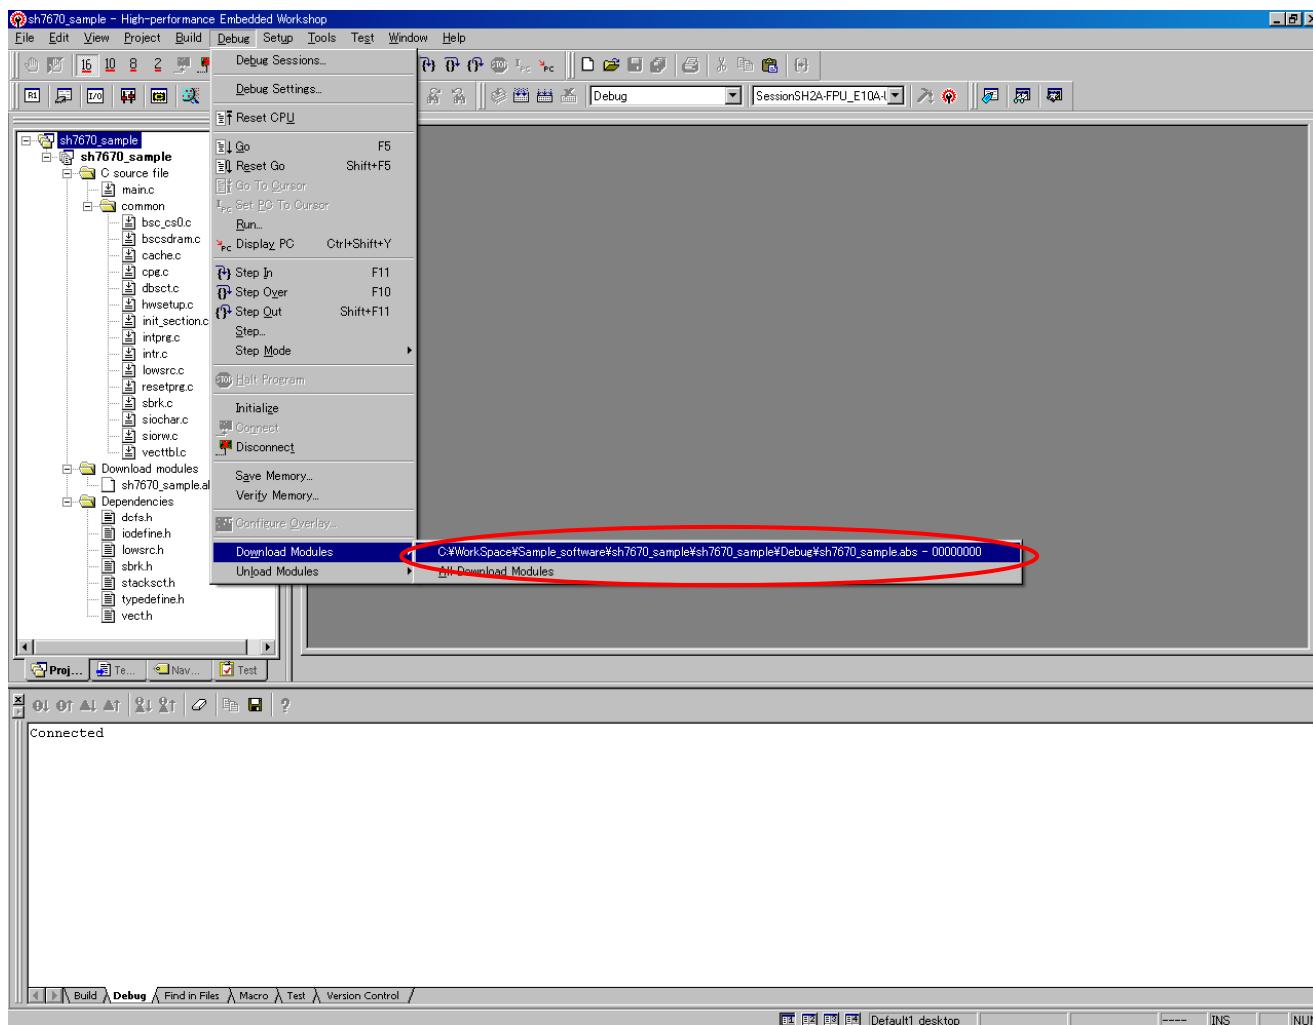 sh7670_sample - High-performance Embedded Workshop
File Edit View Project Build Debug Setup Tools Test Window Help
16 10 8 2
Debug
SessionSH2A-FPU_E10A-
sh7670_sample
sh7670_sample
C source file
main.c
common
bsc_cs0.c
bscsdram.c
cache.c
cpg.c
dbsct.c
hwsetup.c
init_section.c
intprg.c
intr.c
lowsrc.c
resetprg.c
sbrk.c
siochar.c
siorw.c
vecttbl.c
Download modules
sh7670_sample.a
Dependencies
dcfs.h
iodefine.h
lowsrc.h
sbrk.h
stacksct.h
typedefine.h
vect.h
Debug Sessions...
Debug Settings...
Reset CPU
Go F5
Reset Go Shift+F5
Go To Cursor
Set PC To Cursor
Run...
Display PC Ctrl+Shift+Y
Step In F11
Step Over F10
Step Out Shift+F11
Step...
Step Mode
Halt Program
Initialize
Connect
Disconnect
Save Memory...
Verify Memory...
Configure Overlay...
Download Modules
Unload Modules
C:¥WorkSpace¥Sample_software¥sh7670_sample¥sh7670_sample¥Debug¥sh7670_sample.abs - 00000000
All Download Modules
Proj... Te... Nav... Test
Connected
Build Debug Find in Files Macro Test Version Control
Default1 desktop ---- INS NU